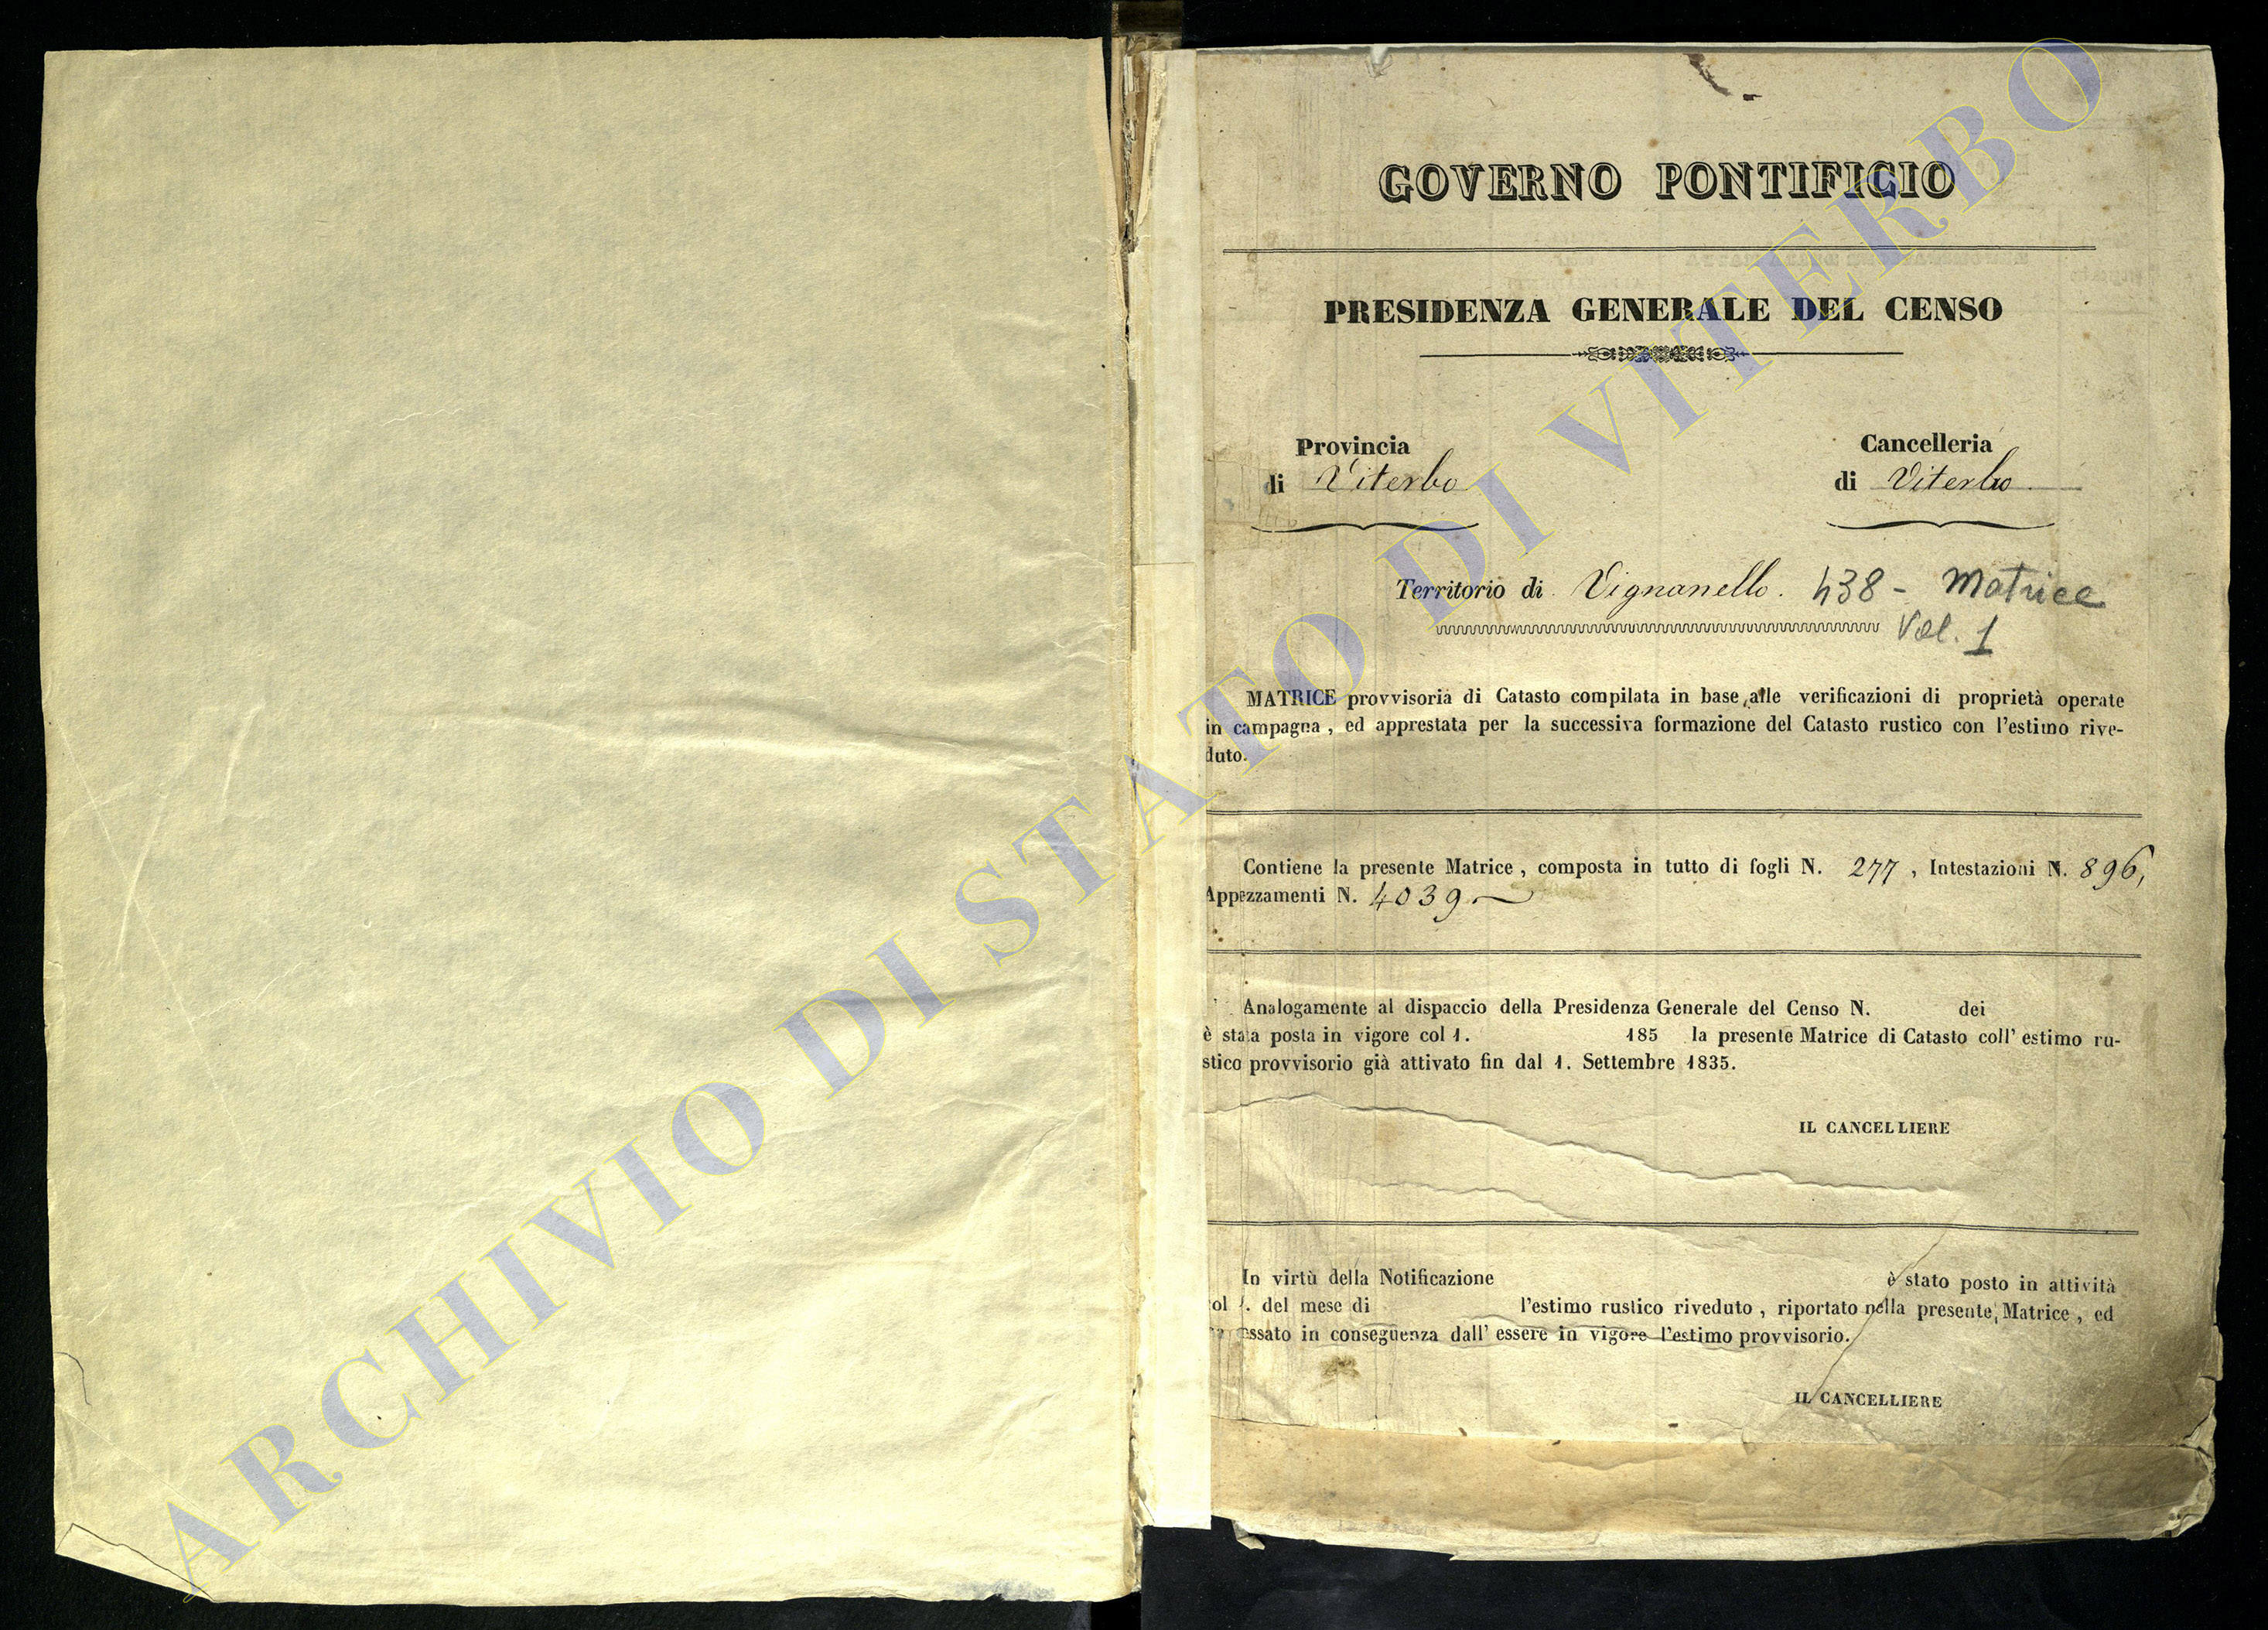 GOVERNO PONTIFICIO
PRESIDENZA GENERALE DEL CENSO
Provincia
di Viterbo
Cancelleria
di Viterbo
Territorio di Vignanello. 438 - Matrice
Vol. 1
MATRICE provvisoria di Catasto compilata in base alle verificazioni di proprietà operate
in campagna, ed apprestata per la successiva formazione del Catasto rustico con l'estimo rive-
duto.
Contiene la presente Matrice, composta in tutto di fogli N. 277, Intestazioni N. 896,
Appezzamenti N. 4039
Analogamente al dispaccio della Presidenza Generale del Censo N. dei
è stata posta in vigore col 1. 185 la presente Matrice di Catasto coll'estimo ru-
stico provvisorio già attivato fin dal 1. Settembre 1835.
IL CANCELLIERE
In virtù della Notificazione è stato posto in attività
ol 1. del mese di l'estimo rustico riveduto, riportato nella presente Matrice, ed
essato in conseguenza dall'essere in vigore l'estimo provvisorio.
IL CANCELLIERE
ARCHIVIO DI STATO DI VITERBO